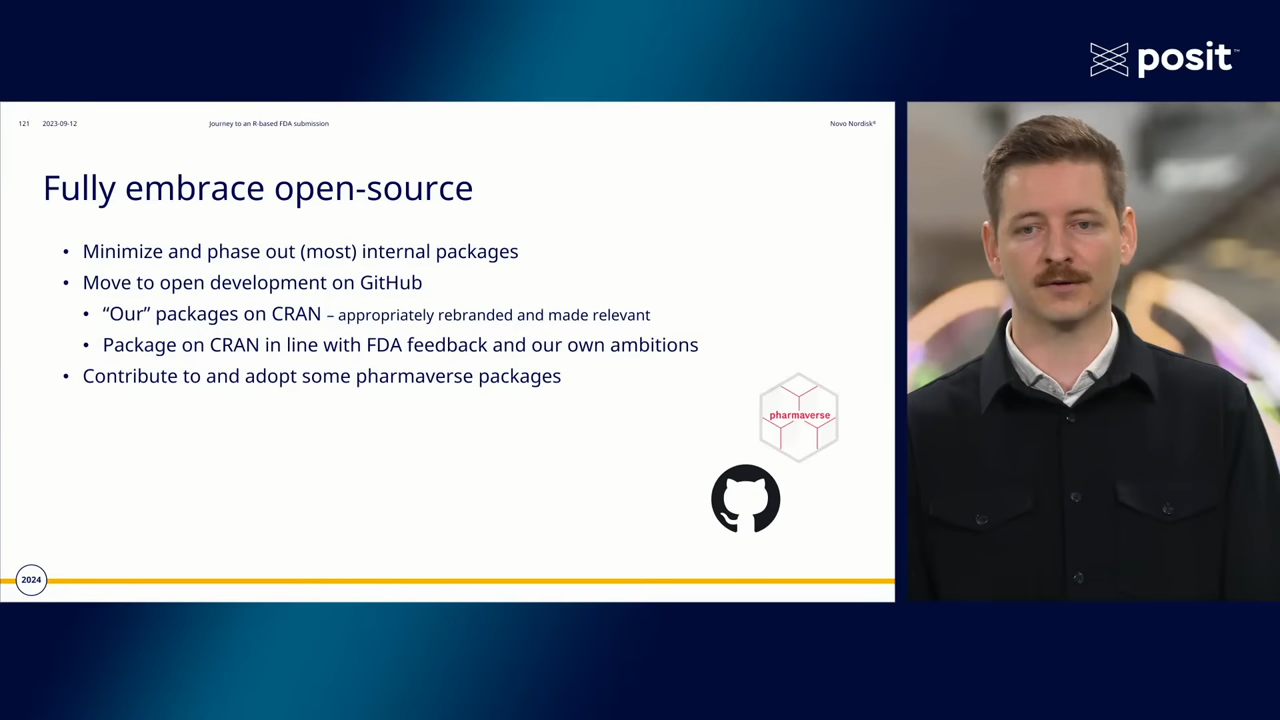 posit™
121 2023-09-12 Journey to an R-based FDA submission Novo Nordisk®
Fully embrace open-source
• Minimize and phase out (most) internal packages
• Move to open development on GitHub
• “Our” packages on CRAN – appropriately rebranded and made relevant
• Package on CRAN in line with FDA feedback and our own ambitions
• Contribute to and adopt some pharmaverse packages
pharmaverse
2024